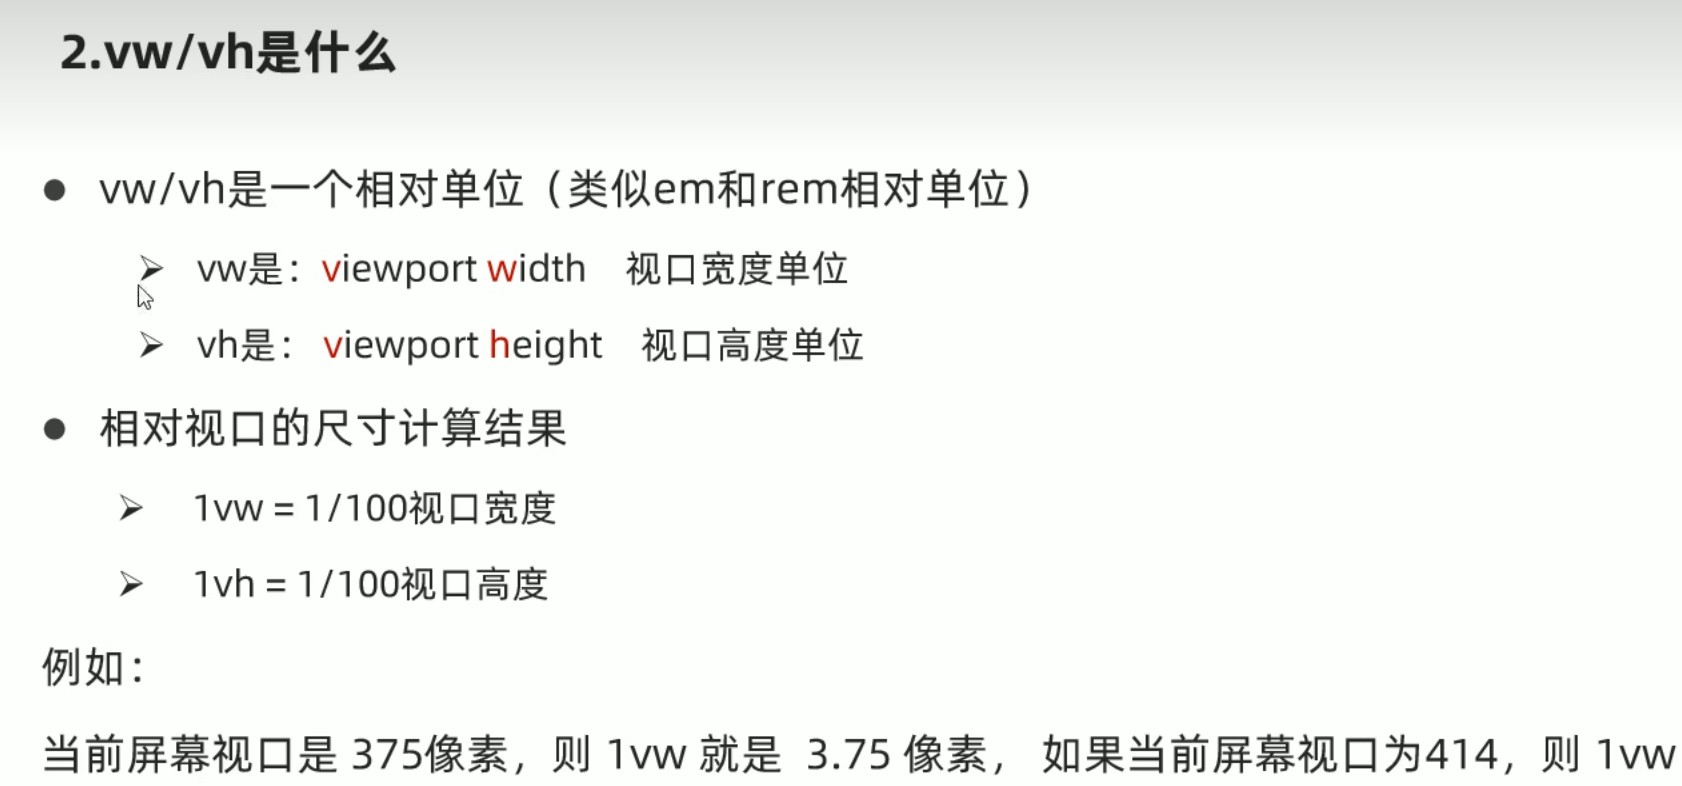 2.vw/vh是什么
● vw/vh是一个相对单位（类似em和rem相对单位）
➢ vw是：viewport width 视口宽度单位
➢ vh是：viewport height 视口高度单位
● 相对视口的尺寸计算结果
➢ 1vw = 1/100视口宽度
➢ 1vh = 1/100视口高度
例如：
当前屏幕视口是 375像素，则 1vw 就是 3.75 像素， 如果当前屏幕视口为414，则 1vw